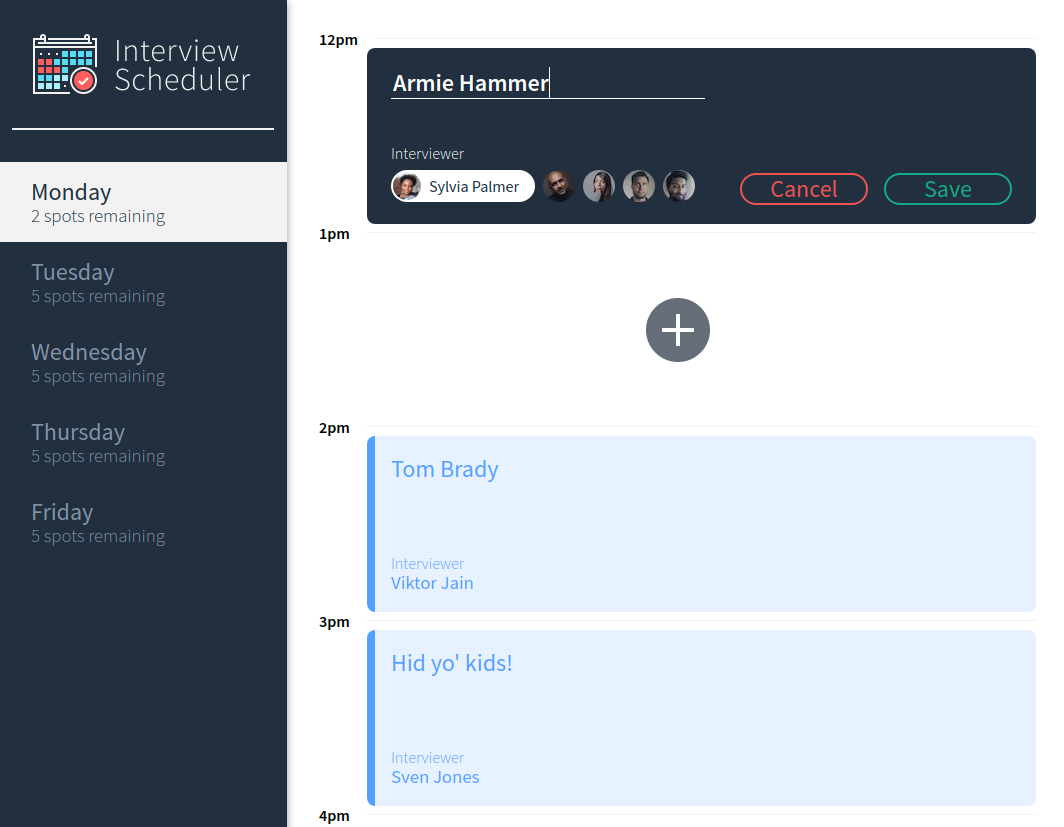 Interview
Scheduler
Monday
2 spots remaining
Tuesday
5 spots remaining
Wednesday
5 spots remaining
Thursday
5 spots remaining
Friday
5 spots remaining
12pm
Armie Hammer
Interviewer
Sylvia Palmer
Cancel
Save
1pm
2pm
Tom Brady
Interviewer
Viktor Jain
3pm
Hid yo' kids!
Interviewer
Sven Jones
4pm